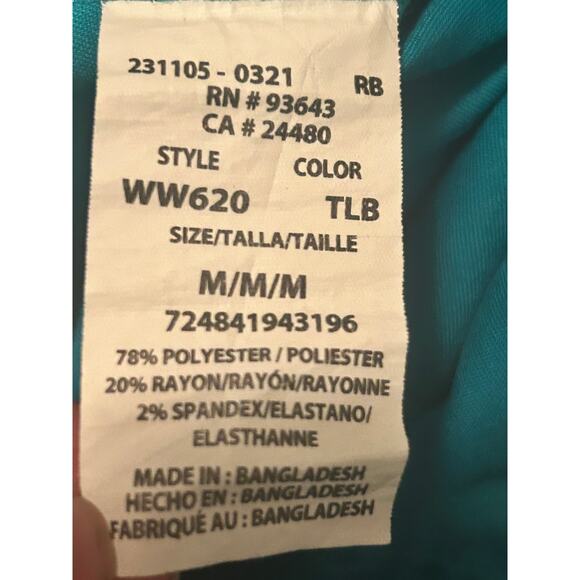 231105 - 0321 RB
RN # 93643
CA # 24480
STYLE COLOR
WW620 TLB
SIZE/TALLA/TAILLE
M/M/M
724841943196
78% POLYESTER / POLIESTER
20% RAYON/RAYÓN/RAYONNE
2% SPANDEX/ELASTANO/
ELASTHANNE
MADE IN : BANGLADESH
HECHO EN : BANGLADESH
FABRIQUÉ AU : BANGLADESH